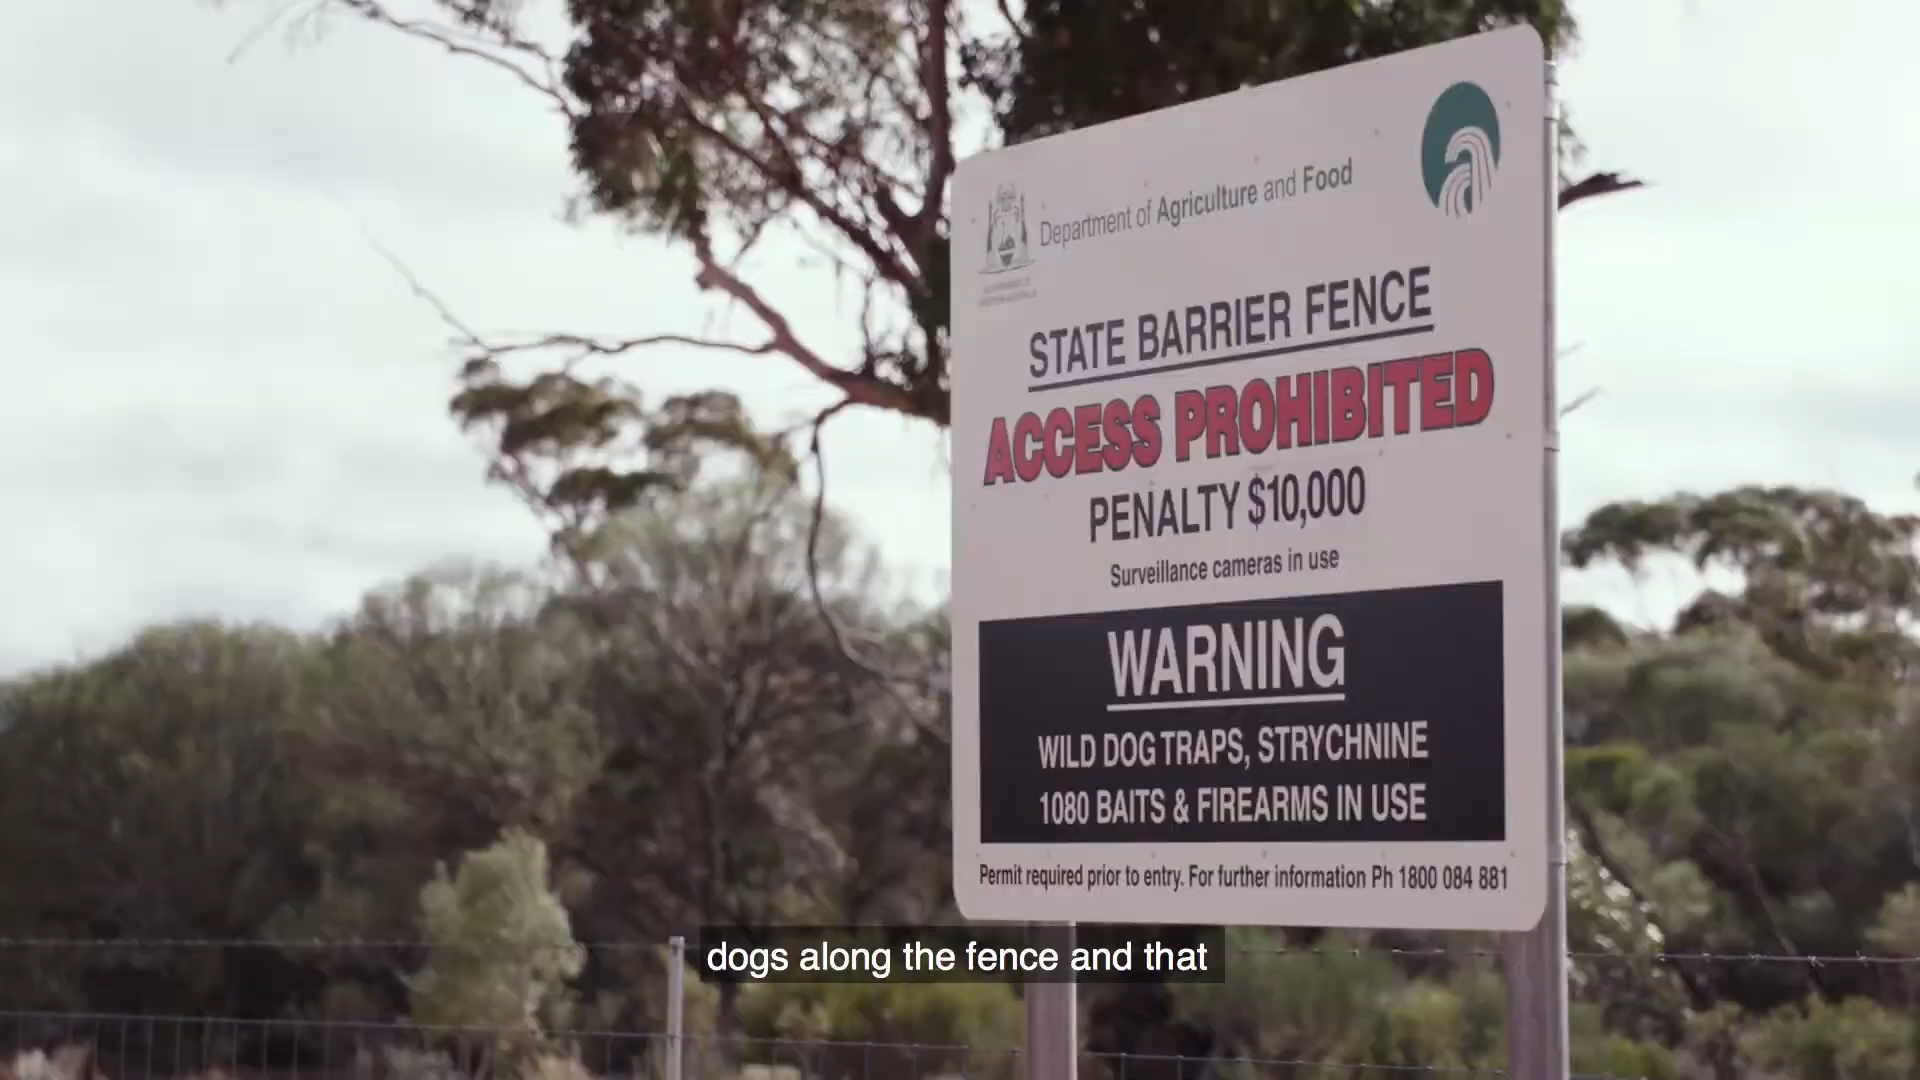 Department of Agriculture and Food
STATE BARRIER FENCE
ACCESS PROHIBITED
PENALTY $10,000
Surveillance cameras in use
WARNING
WILD DOG TRAPS, STRYCHNINE
1080 BAITS & FIREARMS IN USE
Permit required prior to entry. For further information Ph 1800 084 881
dogs along the fence and that